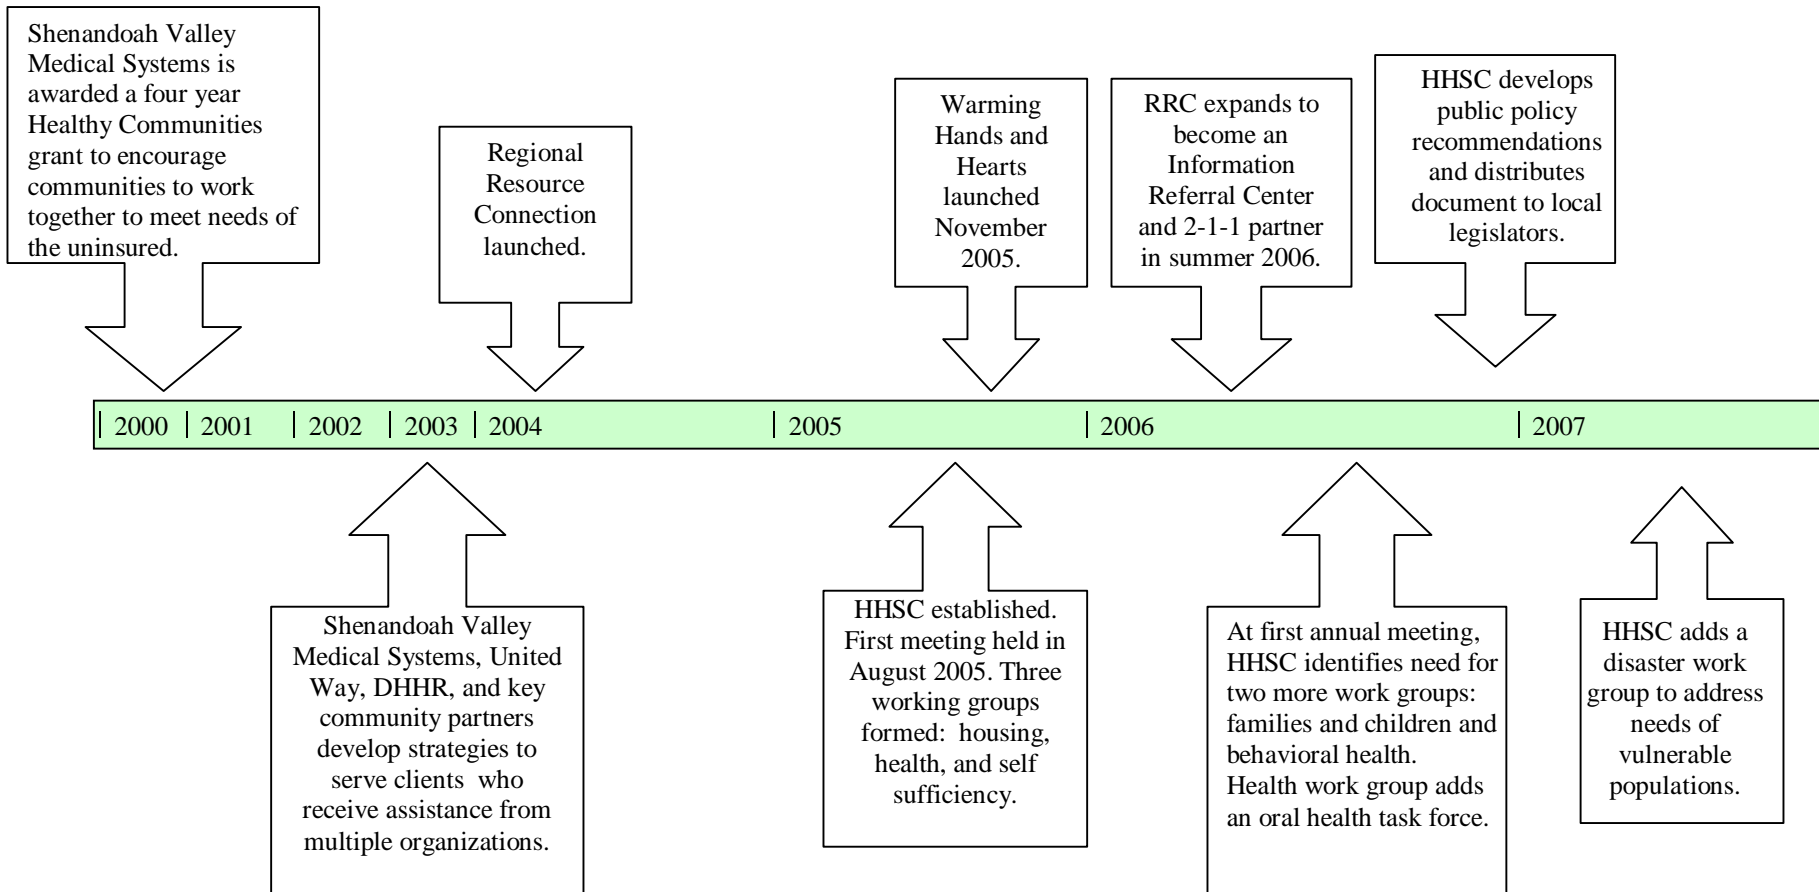 Shenandoah Valley
Medical Systems is
awarded a four year
Healthy Communities
grant to encourage
communities to work
together to meet needs of
the uninsured.
Regional
Resource
Connection
launched.
Warming
Hands and
Hearts
launched
November
2005.
RRC expands to
become an
Information
Referral Center
and 2-1-1 partner
in summer 2006.
HHSC develops
public policy
recommendations
and distributes
document to local
legislators.
2000 2001 2002 2003 2004 2005 2006 2007
Shenandoah Valley
Medical Systems, United
Way, DHHR, and key
community partners
develop strategies to
serve clients who
receive assistance from
multiple organizations.
HHSC established.
First meeting held in
August 2005. Three
working groups
formed: housing,
health, and self
sufficiency.
At first annual meeting,
HHSC identifies need for
two more work groups:
families and children and
behavioral health.
Health work group adds
an oral health task force.
HHSC adds a
disaster work
group to address
needs of
vulnerable
populations.